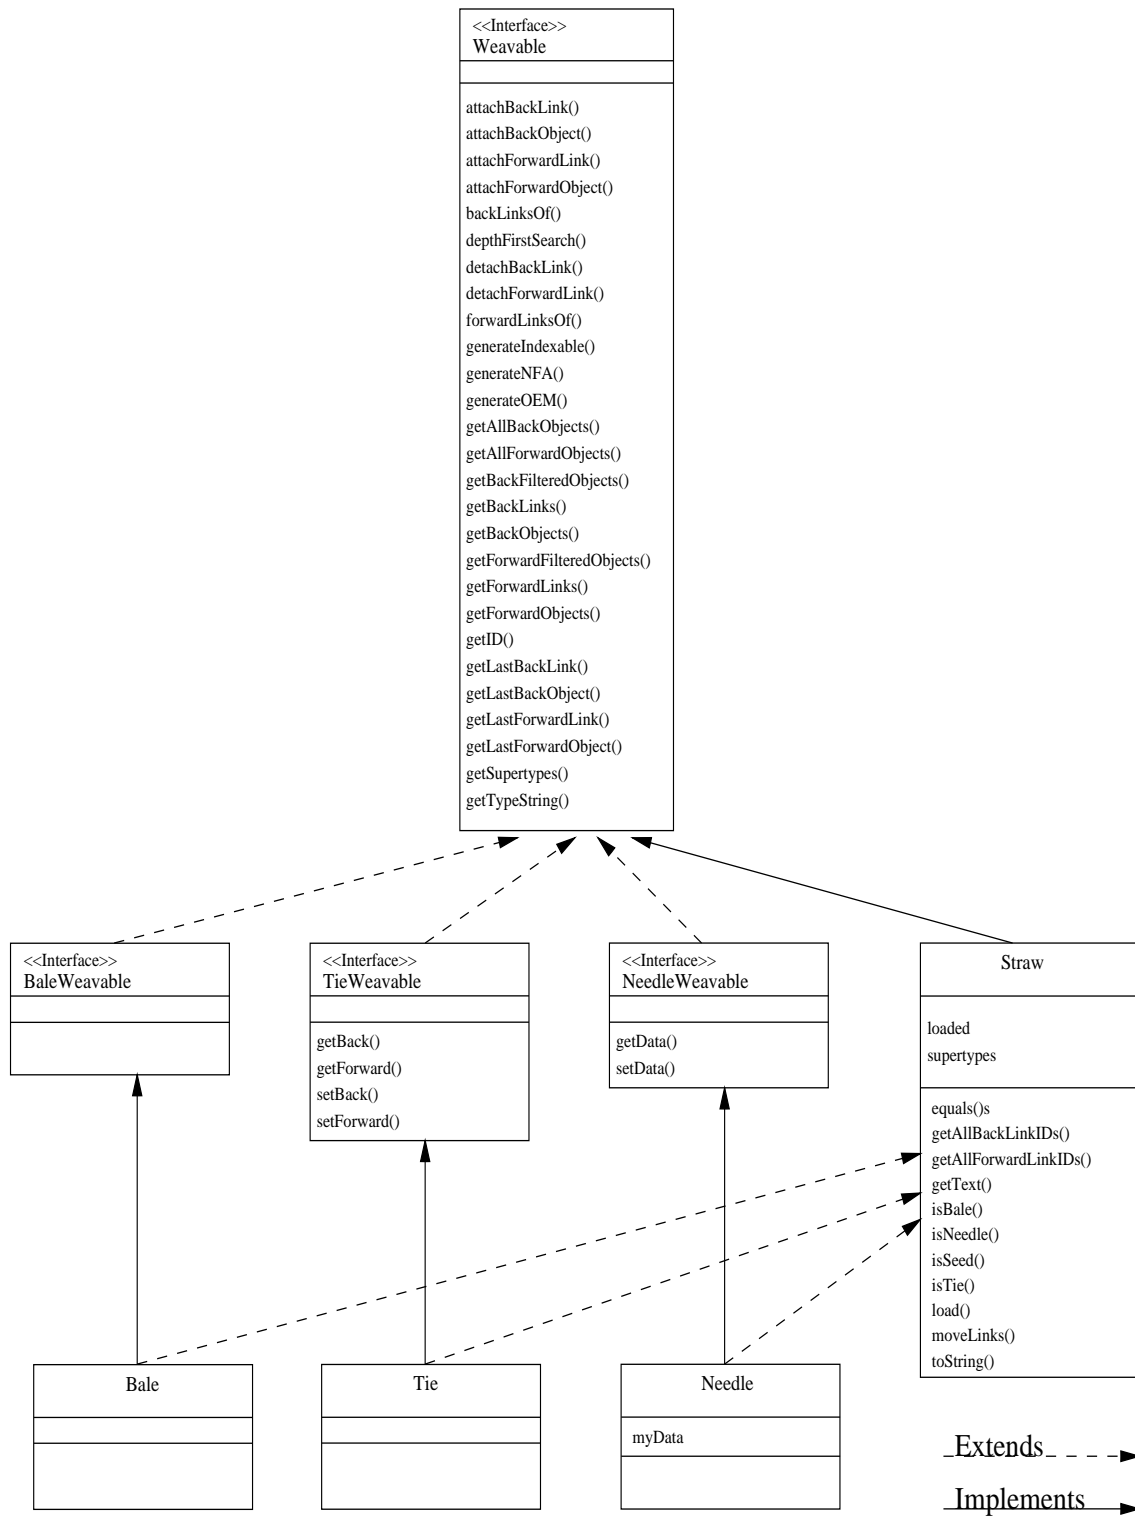 <<Interface>>
Weavable
attachBackLink()
attachBackObject()
attachForwardLink()
attachForwardObject()
backLinksOf()
depthFirstSearch()
detachBackLink()
detachForwardLink()
forwardLinksOf()
generateIndexable()
generateNFA()
generateOEM()
getAllBackObjects()
getAllForwardObjects()
getBackFilteredObjects()
getBackLinks()
getBackObjects()
getForwardFilteredObjects()
getForwardLinks()
getForwardObjects()
getID()
getLastBackLink()
getLastBackObject()
getLastForwardLink()
getLastForwardObject()
getSupertypes()
getTypeString()
<<Interface>>
BaleWeavable
<<Interface>>
TieWeavable
getBack()
getForward()
setBack()
setForward()
<<Interface>>
NeedleWeavable
getData()
setData()
Straw
loaded
supertypes
equals()s
getAllBackLinkIDs()
getAllForwardLinkIDs()
getText()
isBale()
isNeedle()
isSeed()
isTie()
load()
moveLinks()
toString()
Bale
Tie
Needle
myData
Extends
Implements